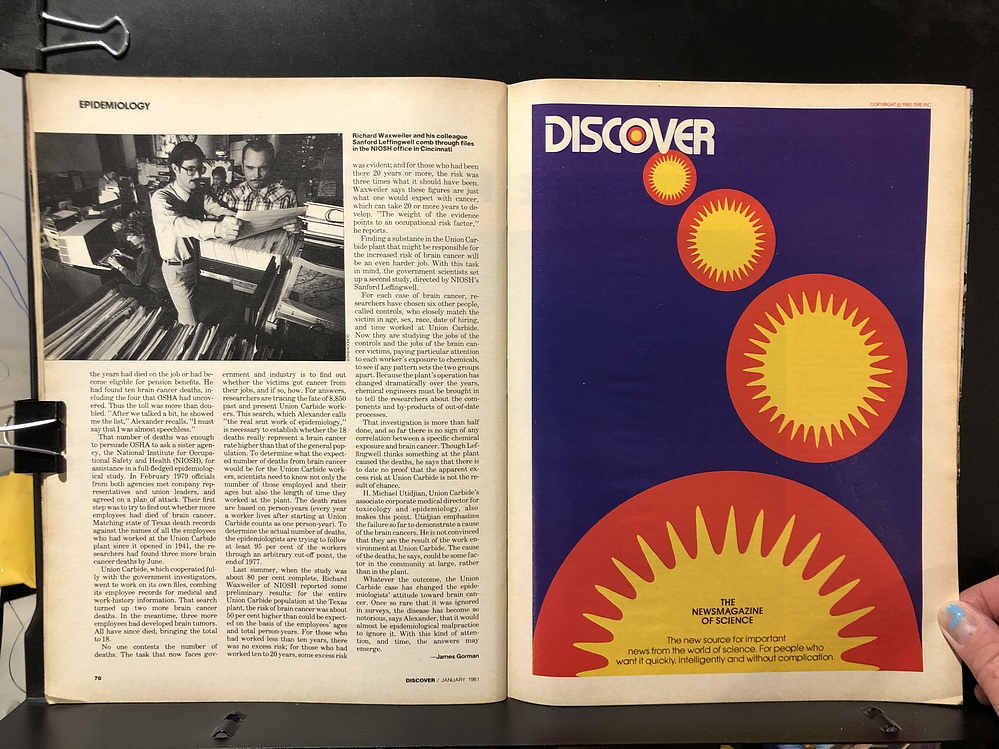 EPIDEMIOLOGY
Richard Waxweiler and his colleague
Sanford Leffingwell comb through files
in the NIOSH office in Cincinnati
the years had died on the job or had be-
come eligible for pension benefits. He
had found ten brain cancer deaths, in-
cluding the four that OSHA had uncov-
ered. Thus the toll was more than dou-
bled. "After we talked a bit, he showed
me the list," Alexander recalls. "I must
say that I was almost speechless."
That number of deaths was enough
to persuade OSHA to ask a sister agen-
cy, the National Institute for Occupa-
tional Safety and Health (NIOSH), for
assistance in a full-fledged epidemiolog-
ical study. In February 1979 officials
from both agencies met company rep-
resentatives and union leaders, and
agreed on a plan of attack. Their first
step was to try to find out whether more
employees had died of brain cancer.
Matching state of Texas death records
against the names of all the employees
who had worked at the Union Carbide
plant since it opened in 1941, the re-
searchers had found three more brain
cancer deaths by June.
Union Carbide, which cooperated ful-
ly with the government investigators,
went to work on its own files, combing
its employee records for medical and
work-history information. That search
turned up two more brain cancer
deaths. In the meantime, three more
employees had developed brain tumors.
All have since died, bringing the total
to 18.
No one contests the number of
deaths. The task that now faces gov-
ernment and industry is to find out
whether the victims got cancer from
their jobs, and if so, how. For answers,
researchers are tracing the fate of 8,850
past and present Union Carbide work-
ers. This search, which Alexander calls
"the real scut work of epidemiology,"
is necessary to establish whether the 18
deaths really represent a brain cancer
rate higher than that of the general pop-
ulation. To determine what the expect-
ed number of deaths from brain cancer
would be for the Union Carbide work-
ers, scientists need to know not only the
number of those employed and their
ages but also the length of time they
worked at the plant. The death rates
are based on person-years (every year
a worker lives after starting at Union
Carbide counts as one person-year). To
determine the actual number of deaths,
the epidemiologists are trying to follow
at least 95 per cent of the workers
through an arbitrary cut-off point, the
end of 1977.
Last summer, when the study was
about 80 per cent complete, Richard
Waxweiler of NIOSH reported some
preliminary results: for the entire
Union Carbide population at the Texas
plant, the risk of brain cancer was about
50 per cent higher than could be expect-
ed on the basis of the employees' ages
and total person-years. For those who
had worked less than ten years, there
was no excess risk; for those who had
worked ten to 20 years, some excess risk
was evident; and for those who had been
there 20 years or more, the risk was
three times what it should have been.
Waxweiler says these figures are just
what one would expect with cancer,
which can take 20 or more years to de-
velop. "The weight of the evidence
points to an occupational risk factor,"
he reports.
Finding a substance in the Union Car-
bide plant that might be responsible for
the increased risk of brain cancer will
be an even harder job. With this task
in mind, the government scientists set
up a second study, directed by NIOSH's
Sanford Leffingwell.
For each case of brain cancer, re-
searchers have chosen six other people,
called controls, who closely match the
victim in age, sex, race, date of hiring,
and time worked at Union Carbide.
Now they are studying the jobs of the
controls and the jobs of the brain can-
cer victims, paying particular attention
to each worker's exposure to chemicals,
to see if any pattern sets the two groups
apart. Because the plant's operation has
changed dramatically over the years,
chemical engineers must be brought in
to tell the researchers about the com-
ponents and by-products of out-of-date
processes.
That investigation is more than half
done, and so far there is no sign of any
correlation between a specific chemical
exposure and brain cancer. Though Lef-
fingwell thinks something at the plant
caused the deaths, he says that there is
to date no proof that the apparent ex-
cess risk at Union Carbide is not the re-
sult of chance.
H. Michael Utidjian, Union Carbide's
associate corporate medical director for
toxicology and epidemiology, also
makes this point. Utidjian emphasizes
the failure so far to demonstrate a cause
of the brain cancers. He is not convinced
that they are the result of the work en-
vironment at Union Carbide. The cause
of the deaths, he says, could be some fac-
tor in the community at large, rather
than in the plant.
Whatever the outcome, the Union
Carbide case has changed the epid-
miologists' attitude toward brain can-
cer. Once so rare that it was ignored
in surveys, the disease has become so
notorious, says Alexander, that it would
almost be epidemiological malpractice
to ignore it. With this kind of atten-
tion, and time, the answers may
emerge.
—James Gorman
70
DISCOVER / JANUARY 1981
COPYRIGHT © 1980 TIME INC.
DISCOVER
THE
NEWSMAGAZINE
OF SCIENCE
The new source for important
news from the world of science. For people who
want it quickly, intelligently and without complication.